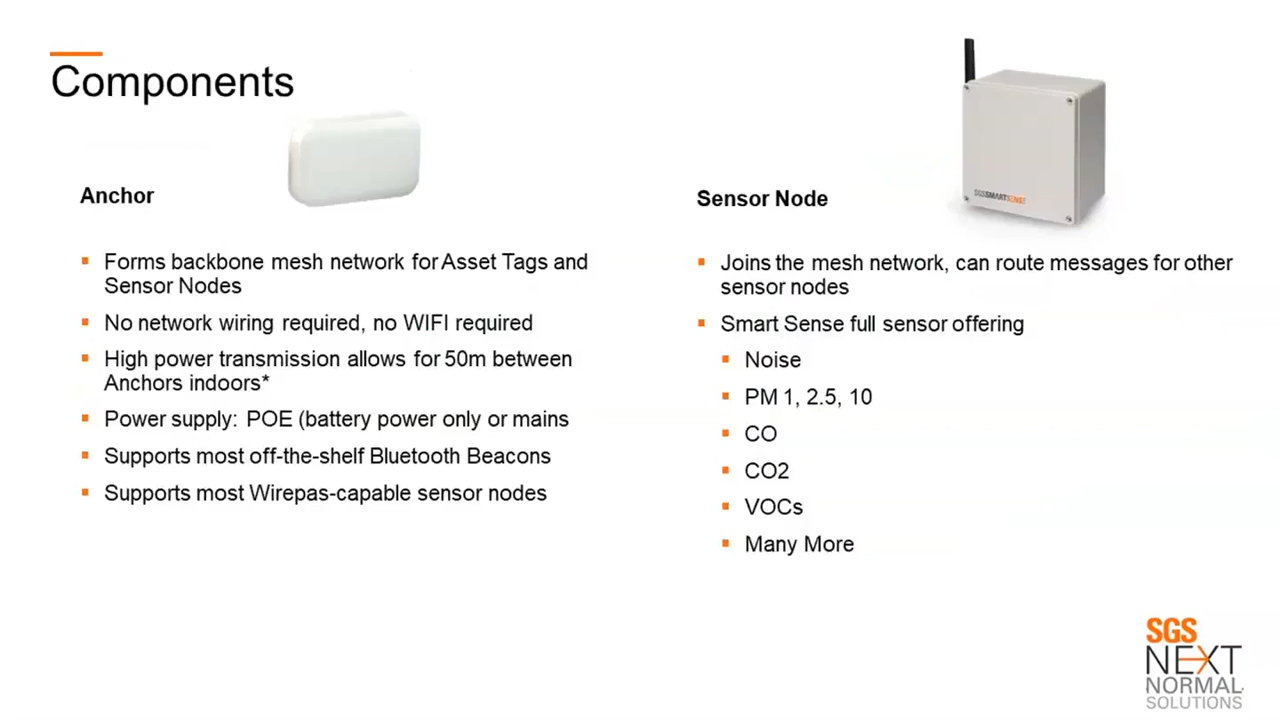 Components
Anchor
Forms backbone mesh network for Asset Tags and
Sensor Nodes
No network wiring required, no WIFI required
High power transmission allows for 50m between
Anchors indoors*
Power supply: POE (battery power only or mains
Supports most off-the-shelf Bluetooth Beacons
Supports most Wirepas-capable sensor nodes
SGSSMARTSENSE
Sensor Node
Joins the mesh network, can route messages for other
sensor nodes
Smart Sense full sensor offering
Noise
PM 1, 2.5, 10
CO
CO2
VOCs
Many More
SGS
NEXT
NORMAL
SOLUTIONS